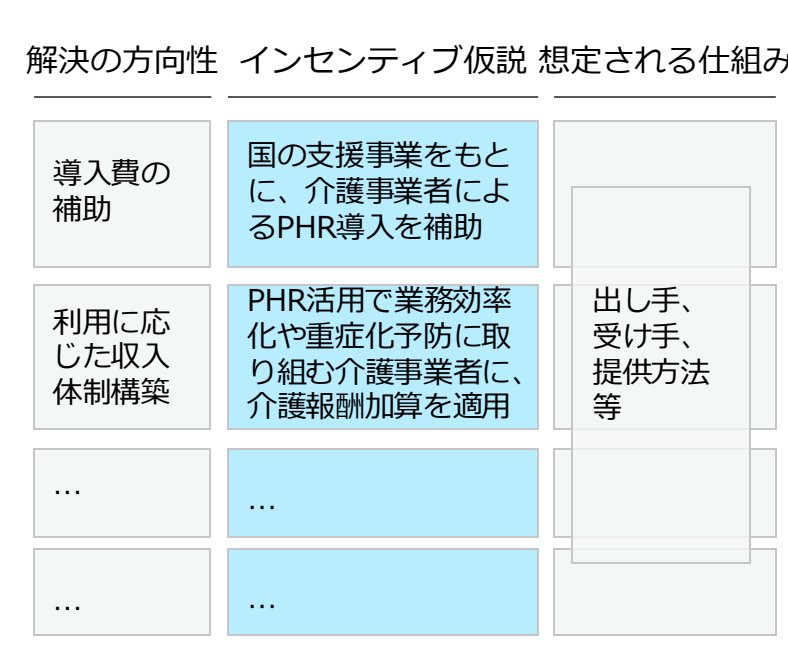 解決の方向性
インセンティブ仮説
想定される仕組み
導入費の
補助
国の支援事業をもと
に、介護事業者によ
るPHR導入を補助
利用に応
じた収入
体制構築
PHR活用で業務効率
化や重症化予防に取
り組む介護事業者に、
介護報酬加算を適用
出し手、
受け手、
提供方法
等
…
…
…
…